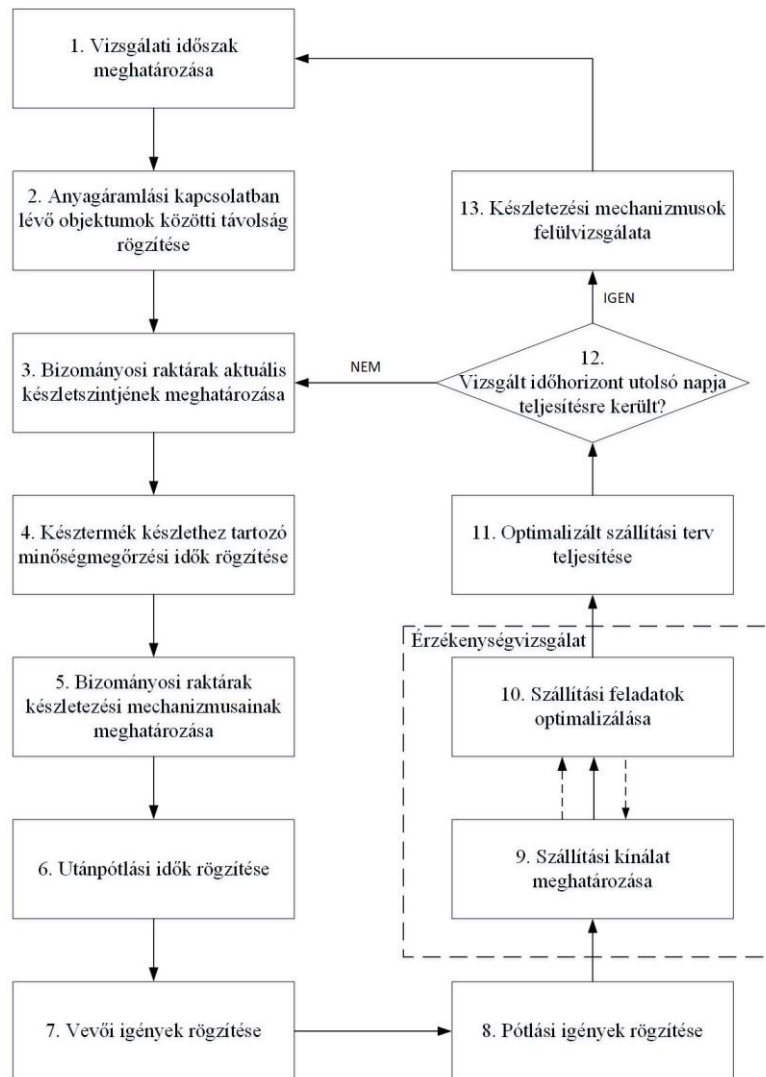 1. Vizsgálati időszak
meghatározása
2. Anyagáramlási kapcsolatban
lévő objektumok közötti távolság
rögzítése
3. Bizományosi raktárak aktuális
készletszintjének meghatározása
4. Késztermék készlethez tartozó
minőségmegőrzési idők rögzítése
5. Bizományosi raktárak
készletezési mechanizmusainak
meghatározása
6. Utánpótlási idők rögzítése
7. Vevői igények rögzítése
8. Pótlási igények rögzítése
9. Szállítási kínálat
meghatározása
10. Szállítási feladatok
optimalizálása
Érzékenységvizsgálat
11. Optimalizált szállítási terv
teljesítése
12.
Vizsgált időhorizont utolsó napja
teljesítésre került?
NEM
IGEN
13. Készletezési mechanizmusok
felülvizsgálata